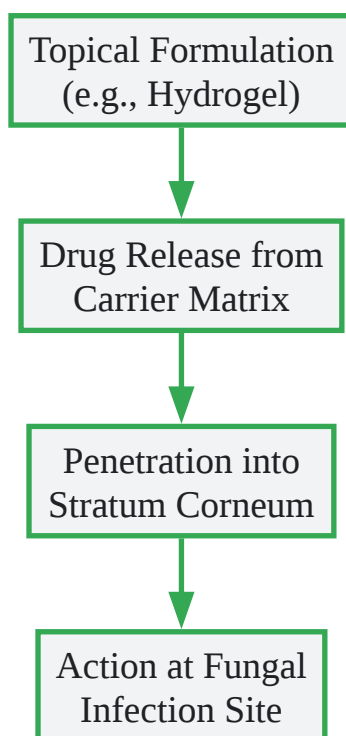 Topical Formulation
(e.g., Hydrogel)
Drug Release from
Carrier Matrix
Penetration into
Stratum Corneum
Action at Fungal
Infection Site